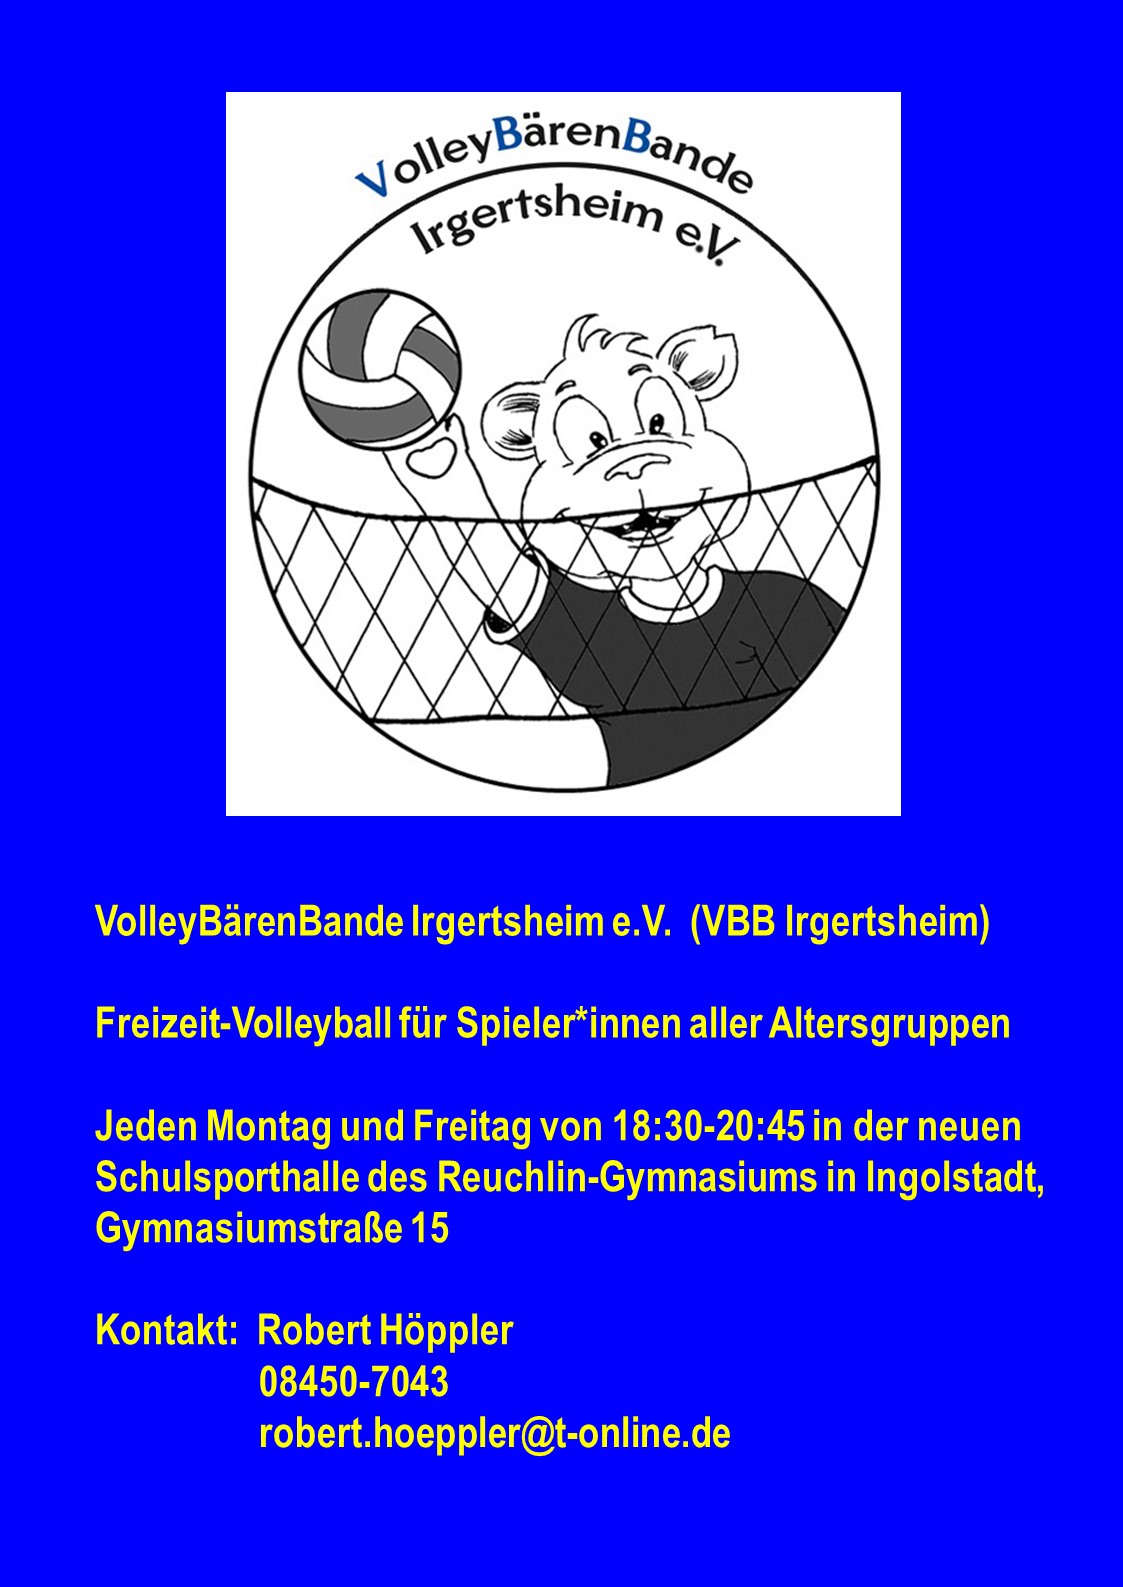 VolleyBärenBande
Irgertsheim e.V.
VolleyBärenBande Irgertsheim e.V. (VBB Irgertsheim)
Freizeit-Volleyball für Spieler*innen aller Altersgruppen
Jeden Montag und Freitag von 18:30-20:45 in der neuen
Schulsporthalle des Reuchlin-Gymnasiums in Ingolstadt,
Gymnasiumstraße 15
Kontakt: Robert Höppler
08450-7043
robert.hoeppler@t-online.de